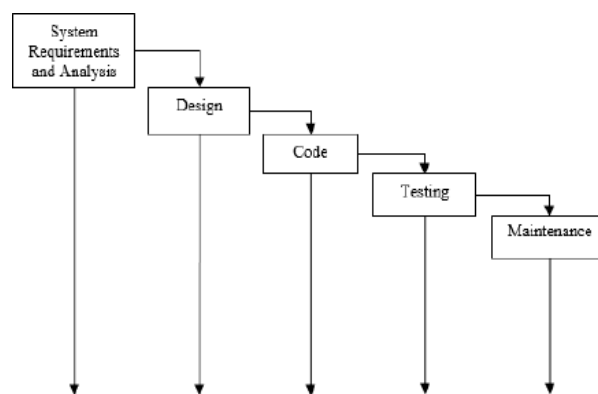 System
Requirements
and Analysis
Design
Code
Testing
Maintenance